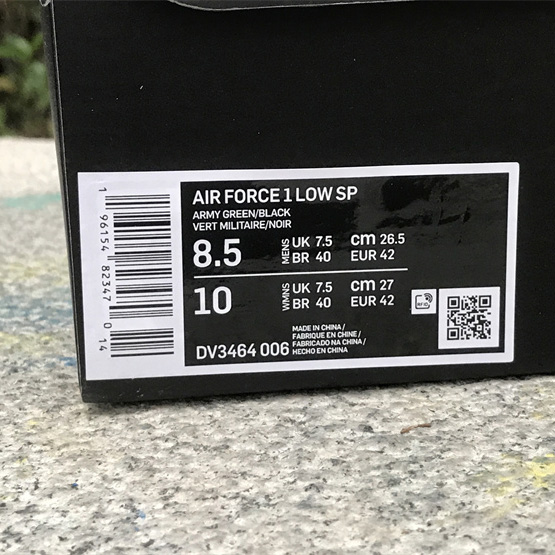 AIR FORCE 1 LOW SP
ARMY GREEN/BLACK
VERT MILITAIRE/NOIR
8.5 MENS UK 7.5 cm 26.5
BR 40 EUR 42
10 WMNS UK 7.5 cm 27
BR 40 EUR 42
RFID
DV3464 006
MADE IN CHINA /
FABRIQUE EN CHINE /
FABRICADO NA CHINA /
HECHO EN CHINA
1 96154 82347 0 14